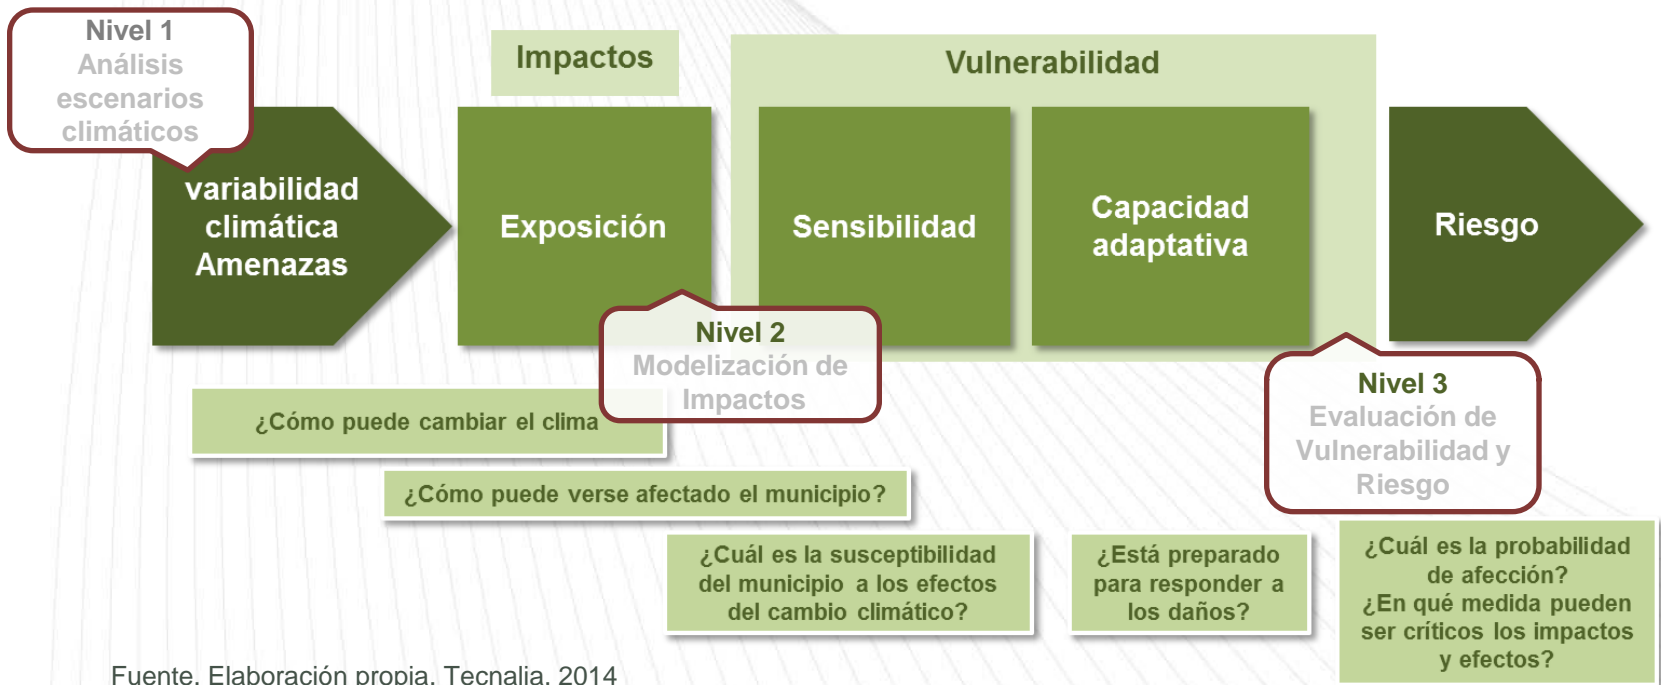 Nivel 1
Análisis
escenarios
climáticos
Impactos
Vulnerabilidad
variabilidad
climática
Amenazas
Exposición
Sensibilidad
Capacidad
adaptativa
Riesgo
Nivel 2
Modelización de
Impactos
Nivel 3
Evaluación de
Vulnerabilidad y
Riesgo
¿Cómo puede cambiar el clima
¿Cómo puede verse afectado el municipio?
¿Cuál es la susceptibilidad
del municipio a los efectos
del cambio climático?
¿Está preparado
para responder a
los daños?
¿Cuál es la probabilidad
de afección?
¿En qué medida pueden
ser críticos los impactos
y efectos?
Fuente. Elaboración propia. Tecnalia. 2014